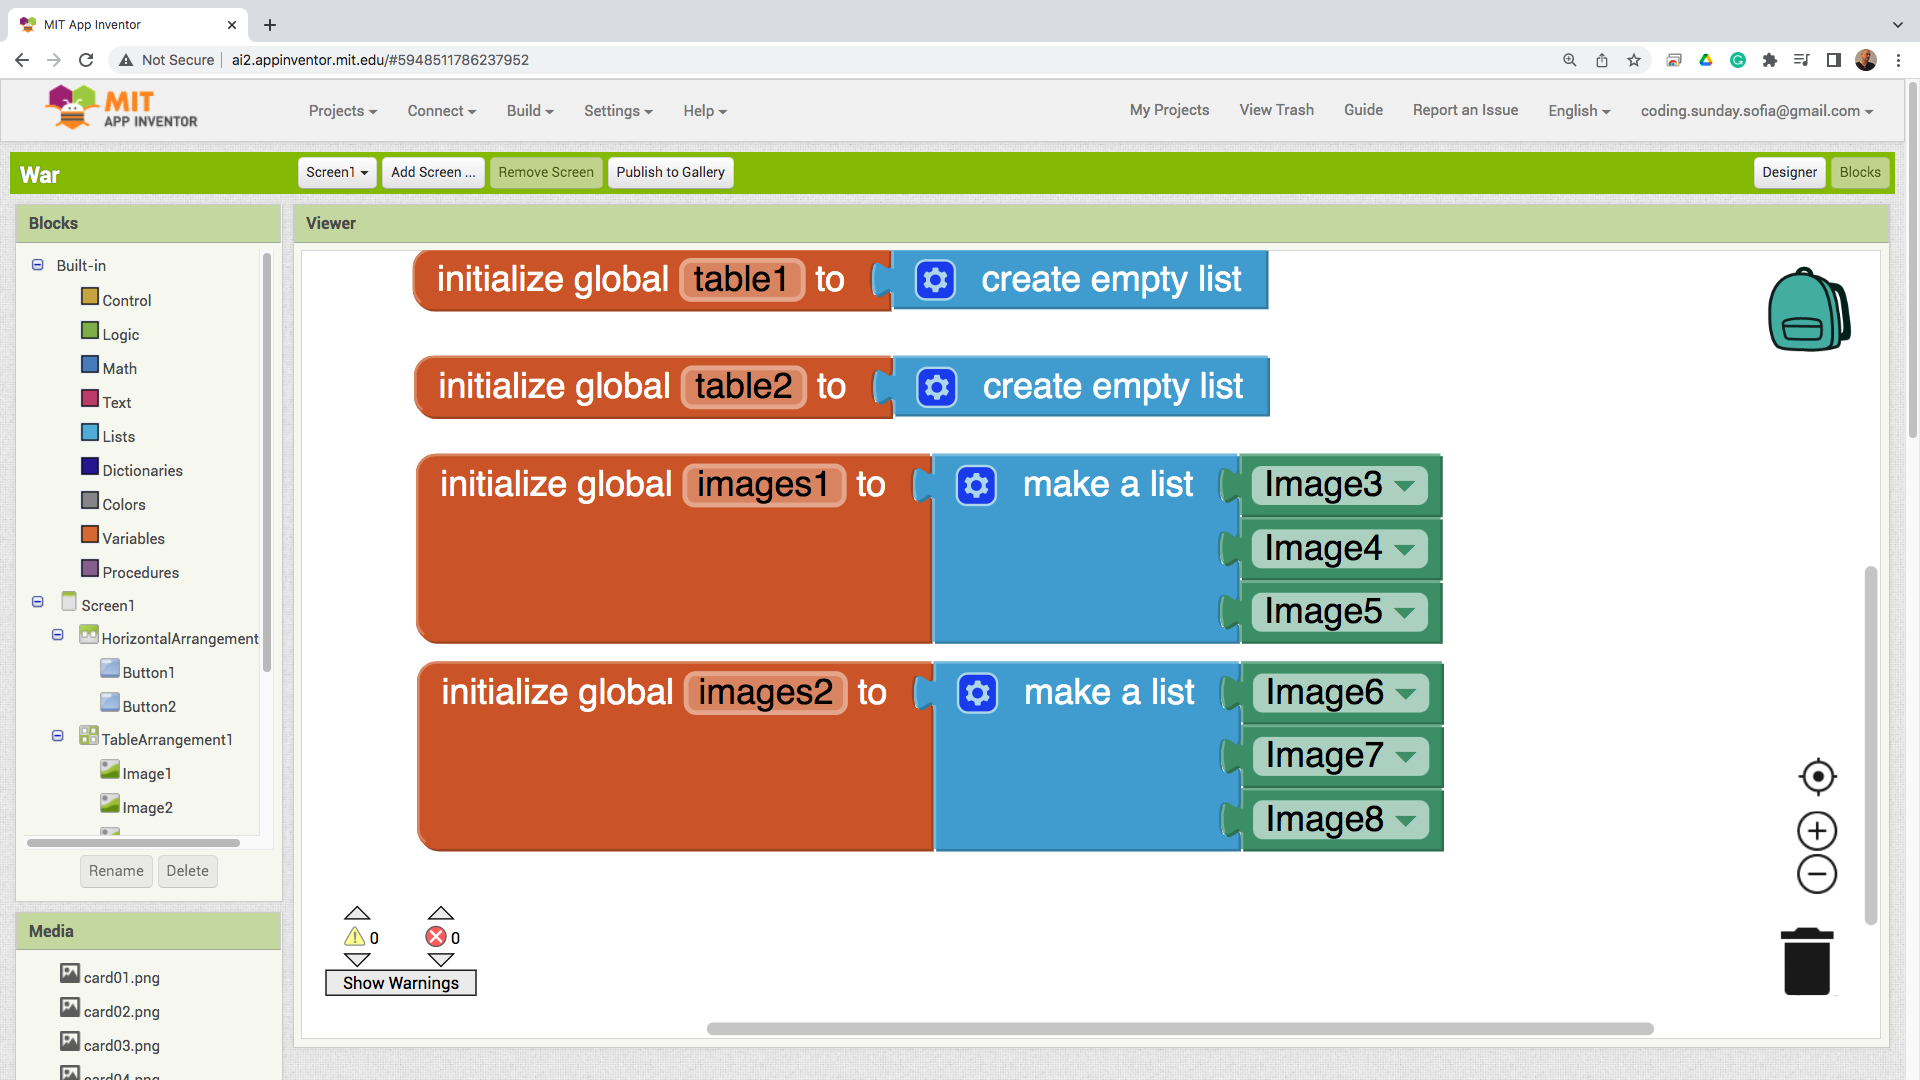 MIT App Inventor
Not Secure
ai2.appinventor.mit.edu/#5948511786237952
MIT
APP INVENTOR
Projects
Connect
Build
Settings
Help
My Projects
View Trash
Guide
Report an Issue
English
coding.sunday.sofia@gmail.com
War
Screen1
Add Screen ...
Remove Screen
Publish to Gallery
Designer
Blocks
Blocks
Built-in
Control
Logic
Math
Text
Lists
Dictionaries
Colors
Variables
Procedures
Screen1
HorizontalArrangement
Button1
Button2
TableArrangement1
Image1
Image2
Rename
Delete
Media
card01.png
card02.png
card03.png
card04.png
Viewer
initialize global table1 to create empty list
initialize global table2 to create empty list
initialize global images1 to make a list Image3
Image4
Image5
initialize global images2 to make a list Image6
Image7
Image8
0
0
Show Warnings